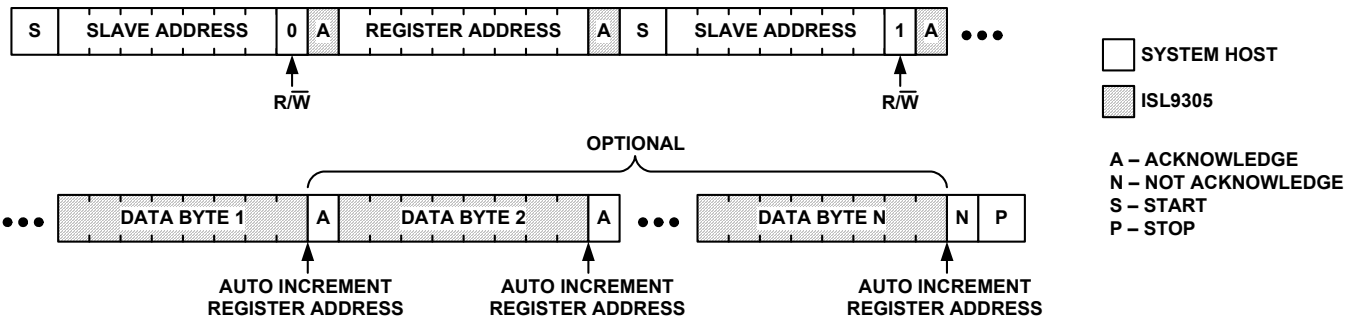 S SLAVE ADDRESS 0 A REGISTER ADDRESS A S SLAVE ADDRESS 1 A •••
R/W̅ R/W̅
SYSTEM HOST
ISL9305
A – ACKNOWLEDGE
N – NOT ACKNOWLEDGE
S – START
P – STOP
OPTIONAL
••• DATA BYTE 1 A DATA BYTE 2 A ••• DATA BYTE N N P
AUTO INCREMENT
REGISTER ADDRESS
AUTO INCREMENT
REGISTER ADDRESS
AUTO INCREMENT
REGISTER ADDRESS